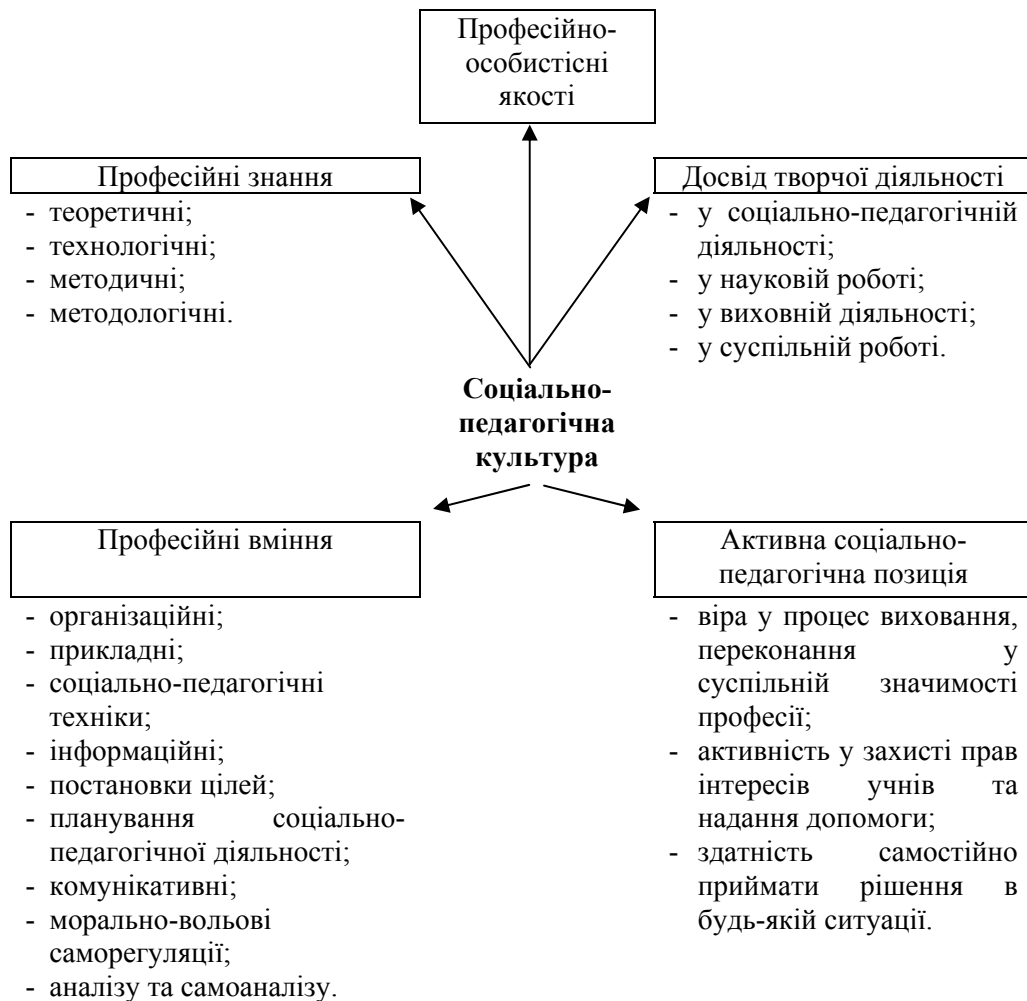 Професійно-
особистісні
якості
Професійні знання
- теоретичні;
- технологічні;
- методичні;
- методологічні.
Досвід творчої діяльності
- у соціально-педагогічній
діяльності;
- у науковій роботі;
- у виховній діяльності;
- у суспільній роботі.
Соціально-
педагогічна
культура
Професійні вміння
- організаційні;
- прикладні;
- соціально-педагогічні
техніки;
- інформаційні;
- постановки цілей;
- планування соціально-
педагогічної діяльності;
- комунікативні;
- морально-вольові
саморегуляції;
- аналізу та самоаналізу.
Активна соціально-
педагогічна позиція
- віра у процес виховання,
переконання у
суспільній значимості
професії;
- активність у захисті прав
інтересів учнів та
надання допомоги;
- здатність самостійно
приймати рішення в
будь-якій ситуації.